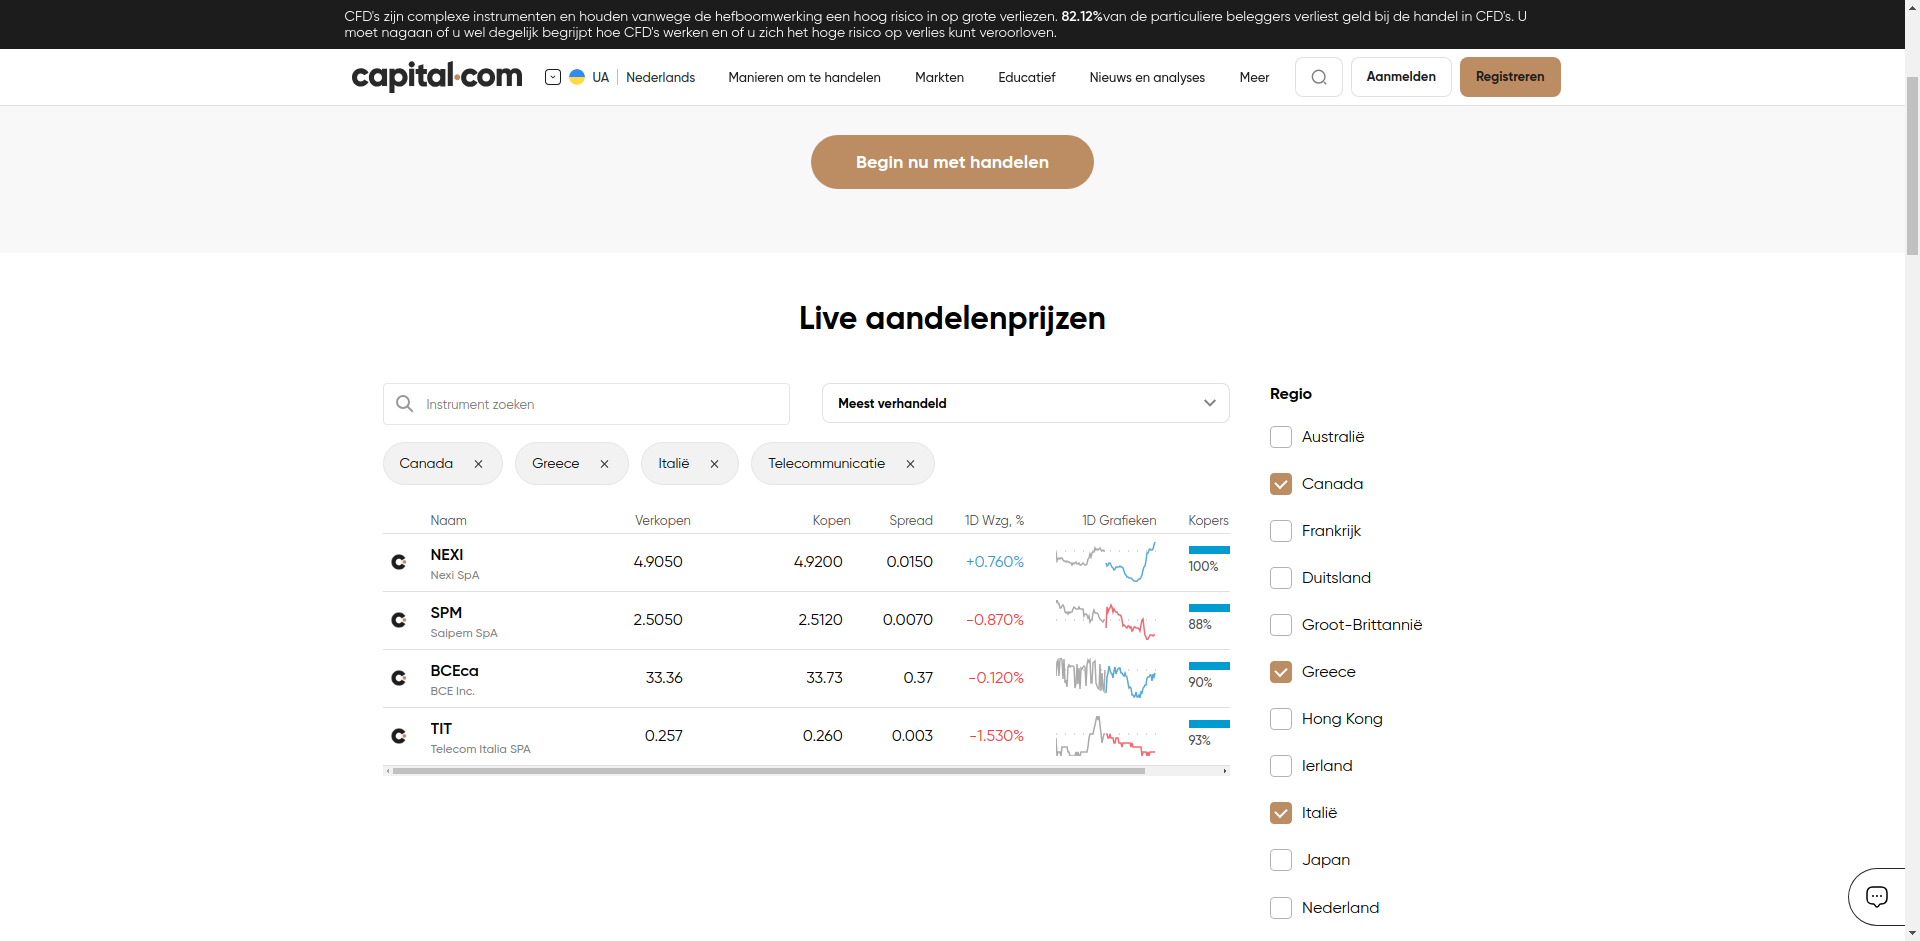 CFD's zijn complexe instrumenten en houden vanwege de hefboomwerking een hoog risico in op grote verliezen. 82.12%van de particuliere beleggers verliest geld bij de handel in CFD's. U
moet nagaan of u wel degelijk begrijpt hoe CFD's werken en of u zich het hoge risico op verlies kunt veroorloven.
capital.com UA Nederlands Manieren om te handelen Markten Educatief Nieuws en analyses Meer Aanmelden Registreren
Begin nu met handelen
Live aandelenprijzen
Instrument zoeken
Meest verhandeld
Canada Greece Italië Telecommunicatie
Naam Verkopen Kopen Spread 1D Wzg, % 1D Grafieken Kopers
NEXI 4.9050 4.9200 0.0150 +0.760% 100%
Nexi SpA
SPM 2.5050 2.5120 0.0070 -0.870% 88%
Saipem SpA
BCEca 33.36 33.73 0.37 -0.120% 90%
BCE Inc.
TIT 0.257 0.260 0.003 -1.530% 93%
Telecom Italia SPA
Regio
Australië
Canada
Frankrijk
Duitsland
Groot-Brittannië
Greece
Hong Kong
Ierland
Italië
Japan
Nederland